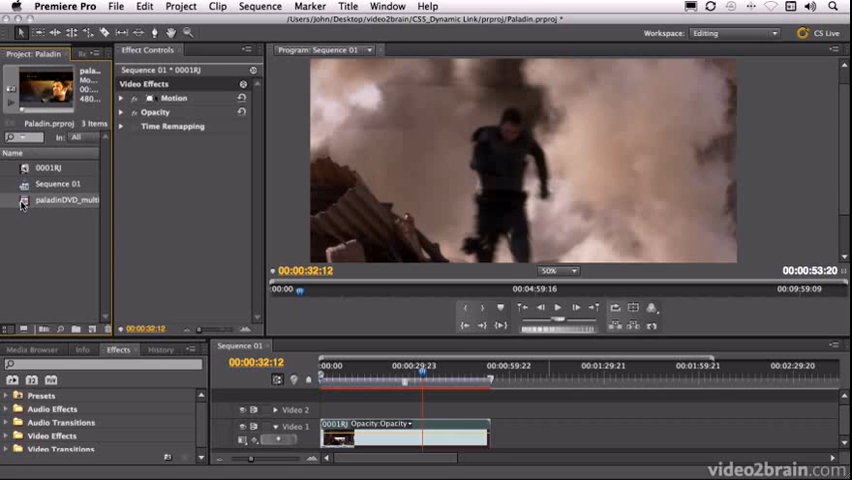 Premiere Pro File Edit Project Clip Sequence Marker Title Window Help
/Users/John/Desktop/video2brain/CS5_Dynamic Link/prproj/Paladin.prproj *
Workspace: Editing CS Live
Project: Paladin
Effect Controls
Program: Sequence 01
pala...
Mo...
00:...
480...
Sequence 01 * 0001RJ
Video Effects
Motion
Opacity
Time Remapping
Paladin.prproj 3 Items
In: All
Name
0001RJ
Sequence 01
paladinDVD_multi
00:00:32:12
50%
00:00:53:20
00:00
00:04:59:16
00:09:59:09
00:00:32:12
Media Browser Info Effects History
Sequence 01
00:00:32:12
00:00 00:00:29:23 00:00:59:22 00:01:29:21 00:01:59:21 00:02:29:20
Presets
Audio Effects
Audio Transitions
Video Effects
Video Transitions
Video 2
Video 1
0001RJ Opacity:Opacity
video2brain.com